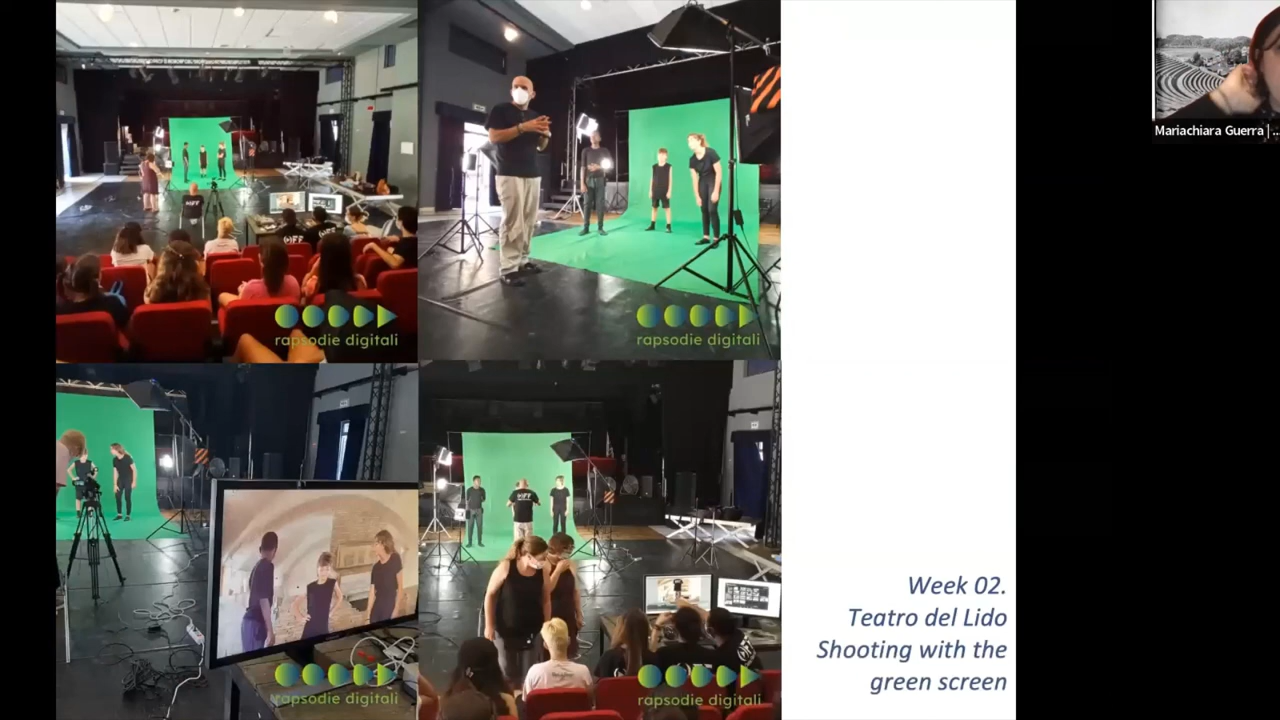 Mariachiara Guerra | ...
rapsodie digitali
rapsodie digitali
rapsodie digitali
rapsodie digitali
Week 02.
Teatro del Lido
Shooting with the
green screen